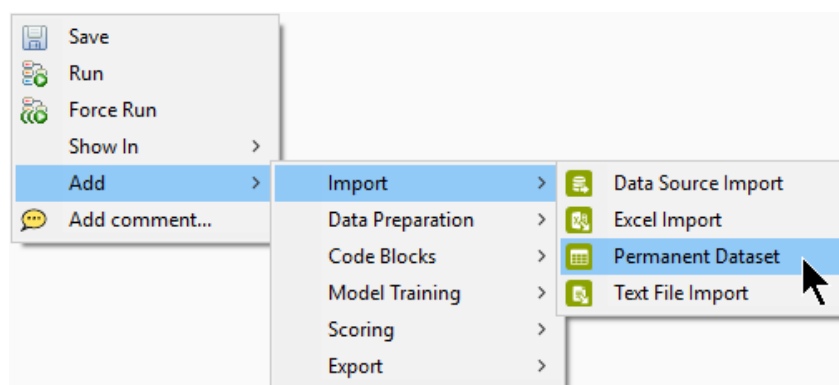 Save
Run
Force Run
Show In
Add
Add comment...
Import
Data Preparation
Code Blocks
Model Training
Scoring
Export
Data Source Import
Excel Import
Permanent Dataset
Text File Import